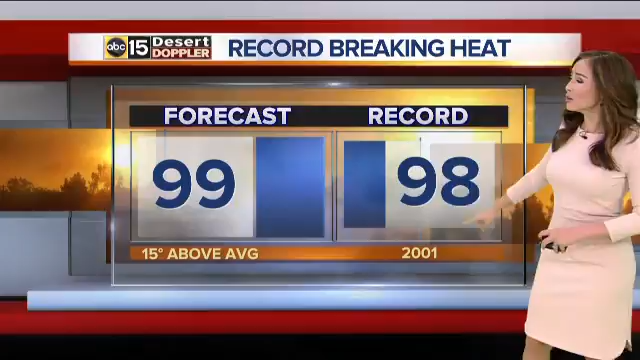 abc 15 Desert DOPPLER
RECORD BREAKING HEAT
FORECAST RECORD
99 98
15° ABOVE AVG 2001